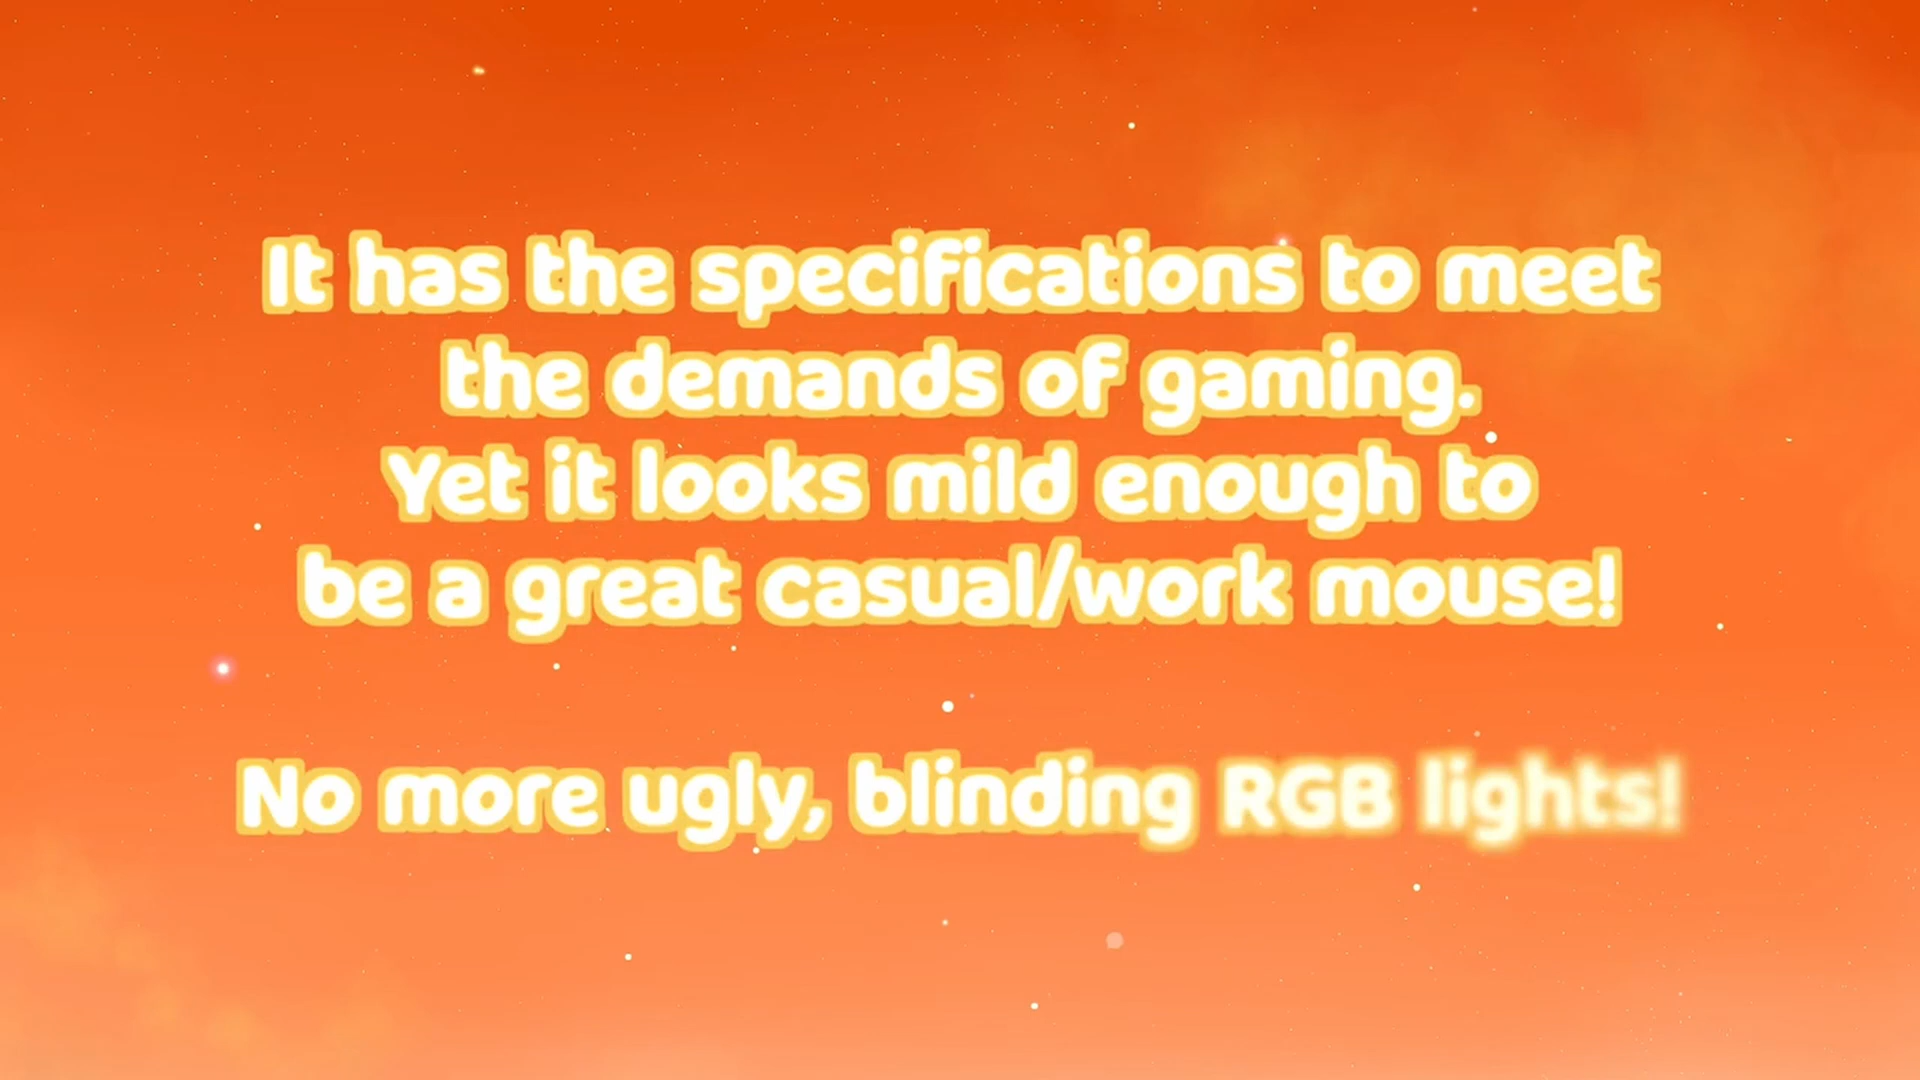 It has the specifications to meet
the demands of gaming.
Yet it looks mild enough to
be a great casual/work mouse!
No more ugly, blinding RGB lights!